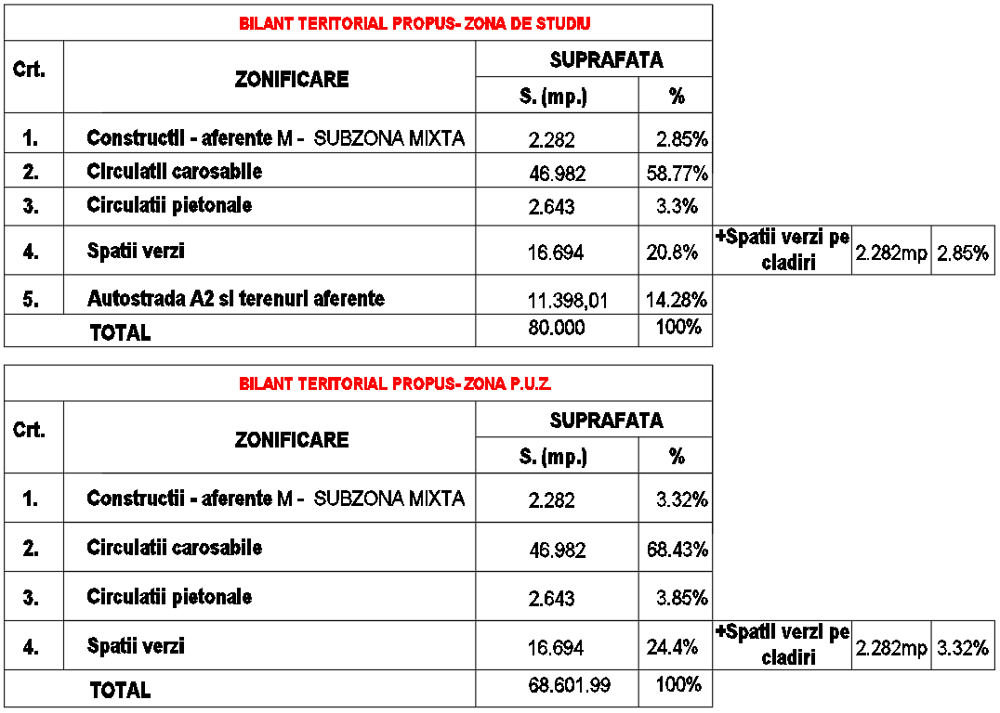 BILANT TERITORIAL PROPUS- ZONA DE STUDIU
Crt. ZONIFICARE SUPRAFATA
S. (mp.) %
1. Constructii - aferente M - SUBZONA MIXTA 2.282 2.85%
2. Circulatii carosabile 46.982 58.77%
3. Circulatii pietonale 2.643 3.3%
4. Spatii verzi 16.694 20.8% +Spatii verzi pe cladiri 2.282mp 2.85%
5. Autostrada A2 si terenuri aferente 11.398,01 14.28%
TOTAL 80.000 100%
BILANT TERITORIAL PROPUS- ZONA P.U.Z.
Crt. ZONIFICARE SUPRAFATA
S. (mp.) %
1. Constructii - aferente M - SUBZONA MIXTA 2.282 3.32%
2. Circulatii carosabile 46.982 68.43%
3. Circulatii pietonale 2.643 3.85%
4. Spatii verzi 16.694 24.4% +Spatii verzi pe cladiri 2.282mp 3.32%
TOTAL 68.601.99 100%